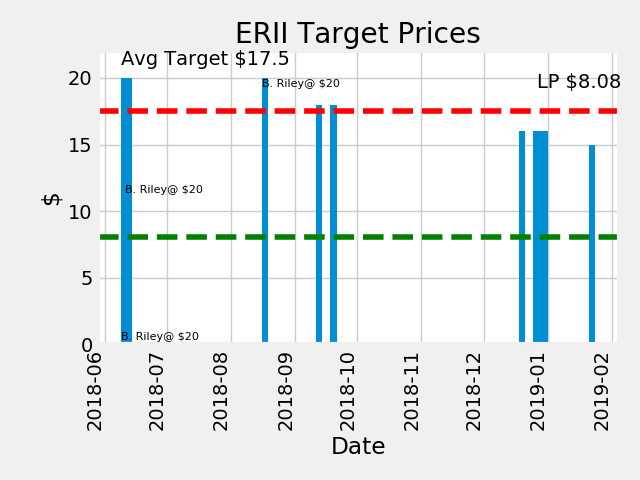 ERII Target Prices
Avg Target $17.5
B. Riley@ $20
LP $8.08
B. Riley@ $20
B. Riley@ $20
$
20
15
10
5
0
2018-06
2018-07
2018-08
2018-09
2018-10
2018-11
2018-12
2019-01
2019-02
Date